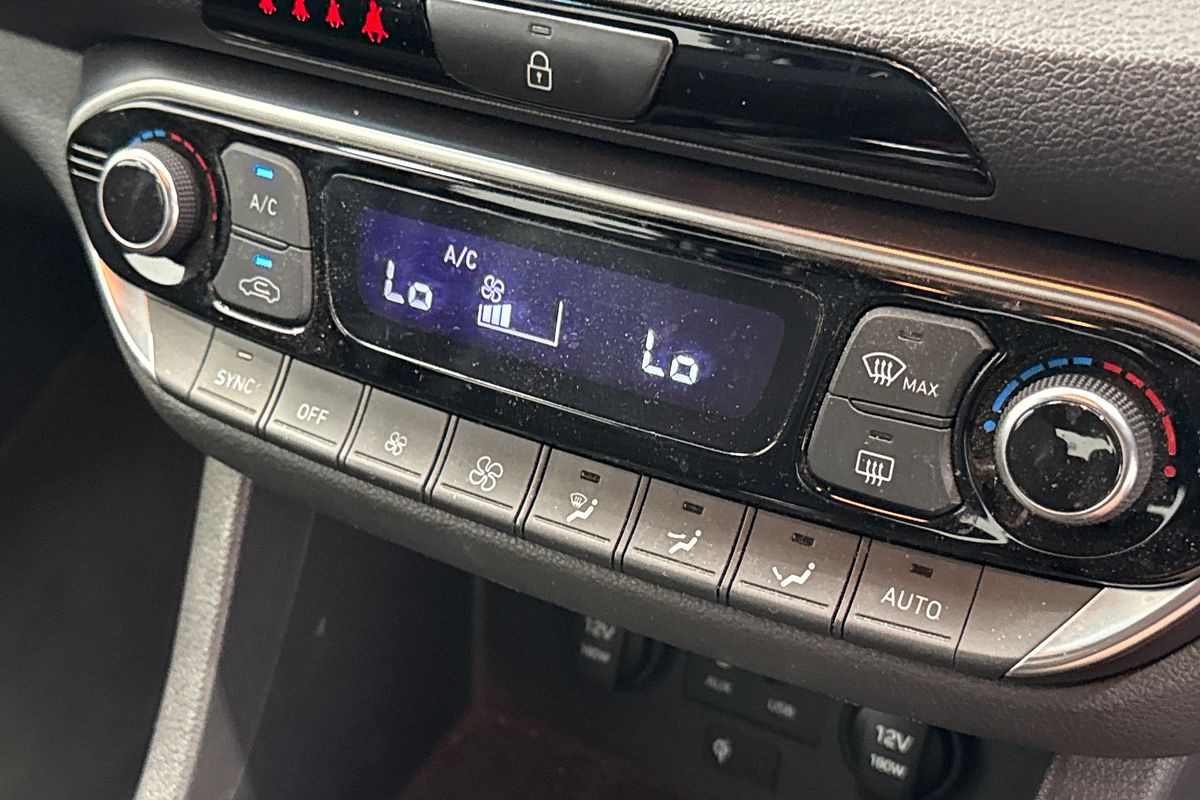 A/C
A/C
Lo
Lo
MAX
SYNC
OFF
AUTO
12V
180W
AUX
USB
12V
180W